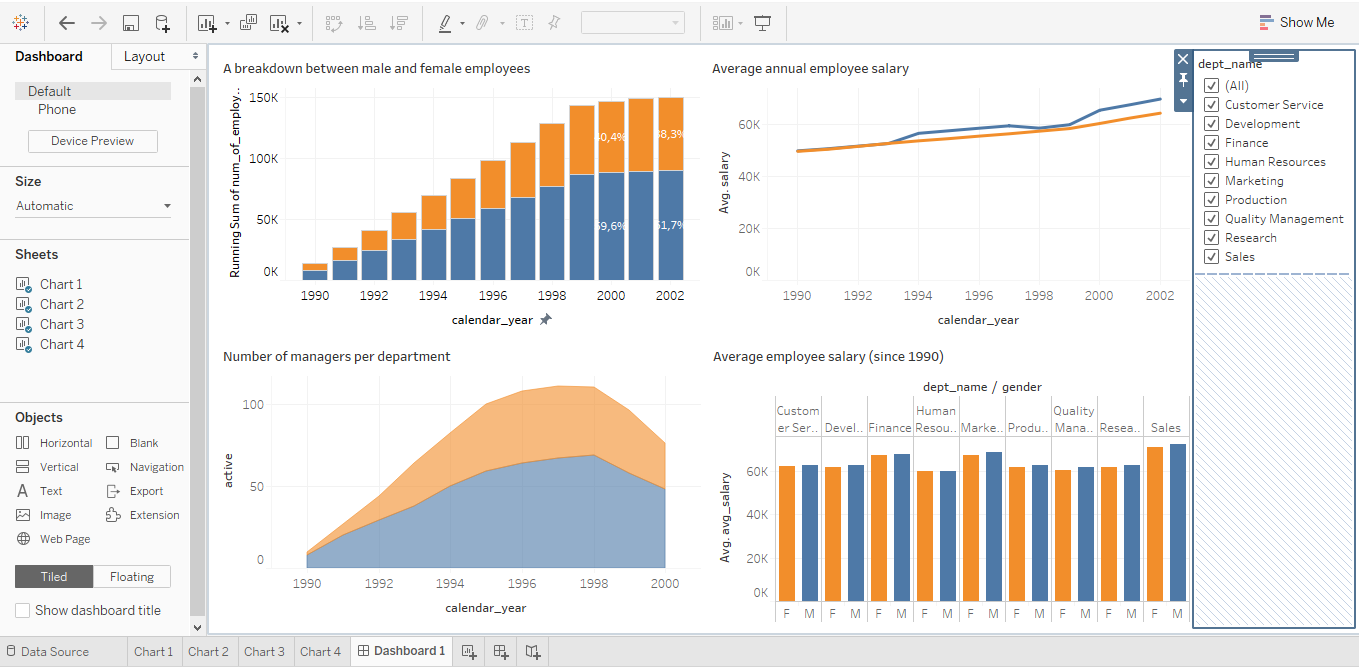 Show Me
Dashboard
Layout
Default
Phone
Device Preview
Size
Automatic
Sheets
Chart 1
Chart 2
Chart 3
Chart 4
Objects
Horizontal
Blank
Vertical
Navigation
A Text
Export
Image
Extension
Web Page
Tiled
Floating
Show dashboard title
A breakdown between male and female employees
Running Sum of num_of_employ..
150K
100K
50K
0K
40,4%
38,3%
59,6%
61,7%
1990 1992 1994 1996 1998 2000 2002
calendar_year
Average annual employee salary
Avg. salary
60K
40K
20K
0K
1990 1992 1994 1996 1998 2000 2002
calendar_year
Number of managers per department
active
100
50
0
1990 1992 1994 1996 1998 2000
calendar_year
Average employee salary (since 1990)
dept_name / gender
Custom
er Ser..
Devel..
Finance
Human
Resou..
Marke..
Produ..
Quality
Mana..
Resea..
Sales
Avg. avg_salary
60K
40K
20K
0K
F M F M F M F M F M F M F M F M F M
dept_name
(All)
Customer Service
Development
Finance
Human Resources
Marketing
Production
Quality Management
Research
Sales
Data Source
Chart 1
Chart 2
Chart 3
Chart 4
Dashboard 1